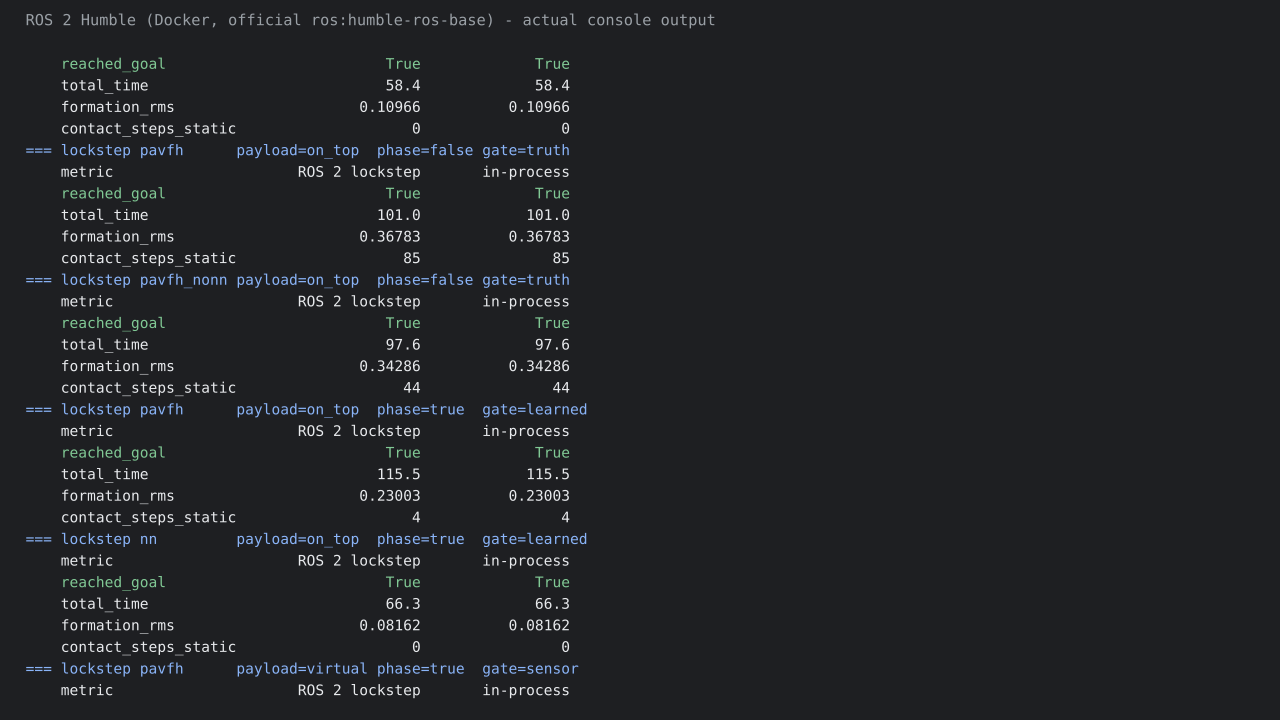 ROS 2 Humble (Docker, official ros:humble-ros-base) - actual console output
reached_goal True True
total_time 58.4 58.4
formation_rms 0.10966 0.10966
contact_steps_static 0 0
=== lockstep pavfh payload=on_top phase=false gate=truth
metric ROS 2 lockstep in-process
reached_goal True True
total_time 101.0 101.0
formation_rms 0.36783 0.36783
contact_steps_static 85 85
=== lockstep pavfh_nonn payload=on_top phase=false gate=truth
metric ROS 2 lockstep in-process
reached_goal True True
total_time 97.6 97.6
formation_rms 0.34286 0.34286
contact_steps_static 44 44
=== lockstep pavfh payload=on_top phase=true gate=learned
metric ROS 2 lockstep in-process
reached_goal True True
total_time 115.5 115.5
formation_rms 0.23003 0.23003
contact_steps_static 4 4
=== lockstep nn payload=on_top phase=true gate=learned
metric ROS 2 lockstep in-process
reached_goal True True
total_time 66.3 66.3
formation_rms 0.08162 0.08162
contact_steps_static 0 0
=== lockstep pavfh payload=virtual phase=true gate=sensor
metric ROS 2 lockstep in-process